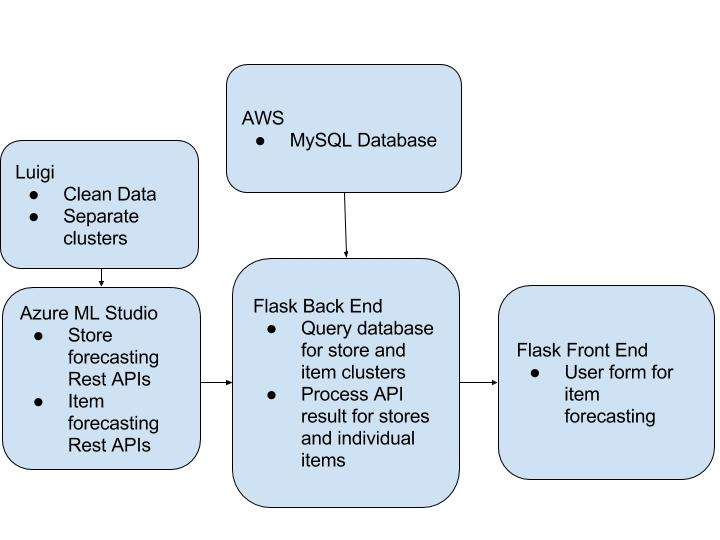 AWS
● MySQL Database
Luigi
● Clean Data
● Separate
clusters
Azure ML Studio
● Store
forecasting
Rest APIs
● Item
forecasting
Rest APIs
Flask Back End
● Query database
for store and
item clusters
● Process API
result for stores
and individual
items
Flask Front End
● User form for
item
forecasting